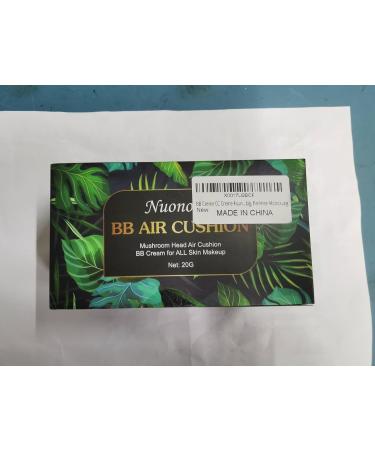 Nuono
BB AIR CUSHION
Mushroom Head Air Cushion
BB Cream for ALL Skin Makeup
Net: 20G
New
MADE IN CHINA